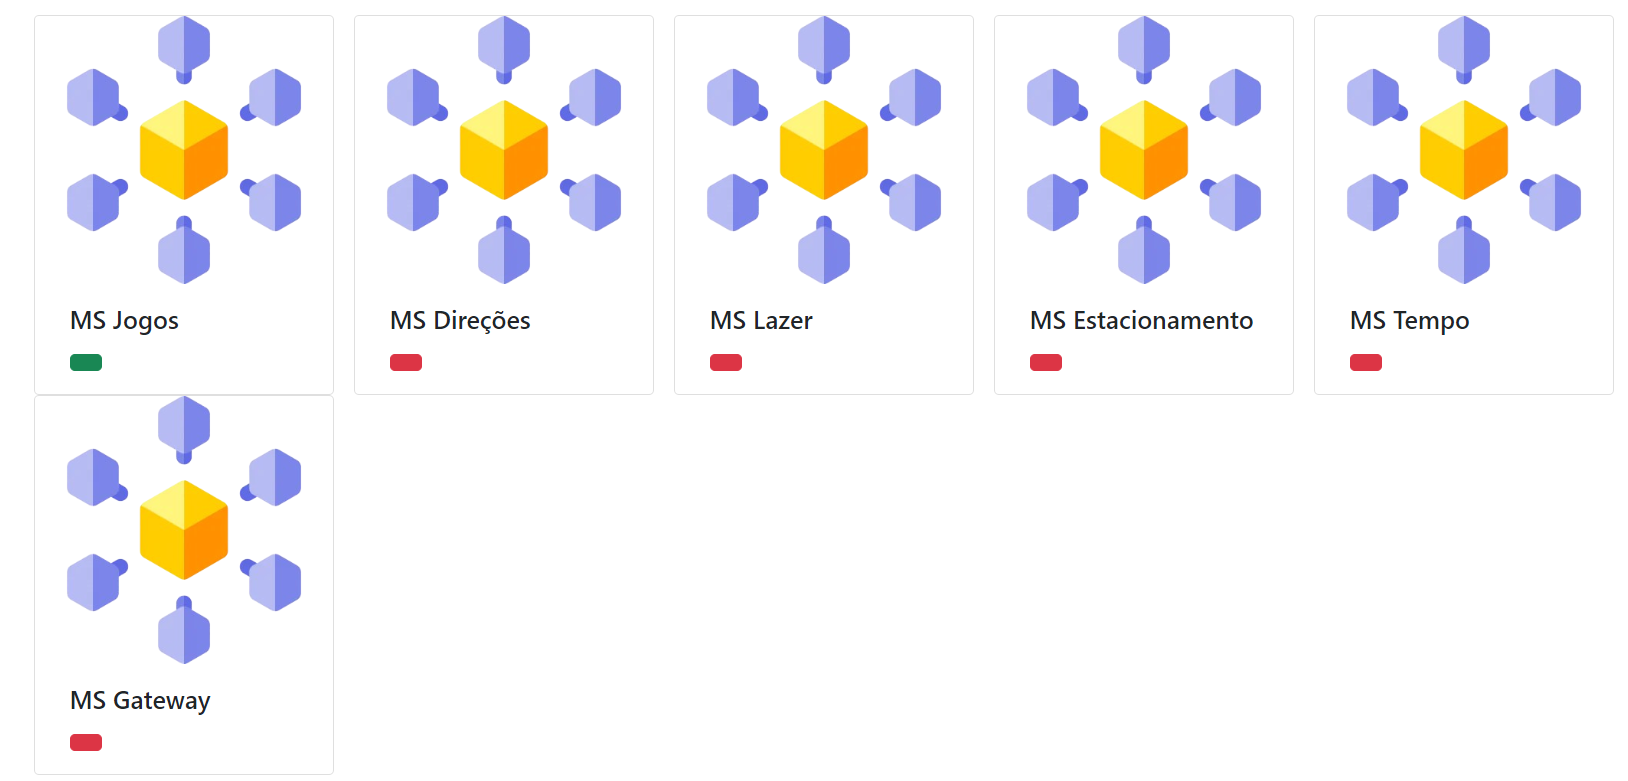 MS Jogos
MS Direções
MS Lazer
MS Estacionamento
MS Tempo
MS Gateway